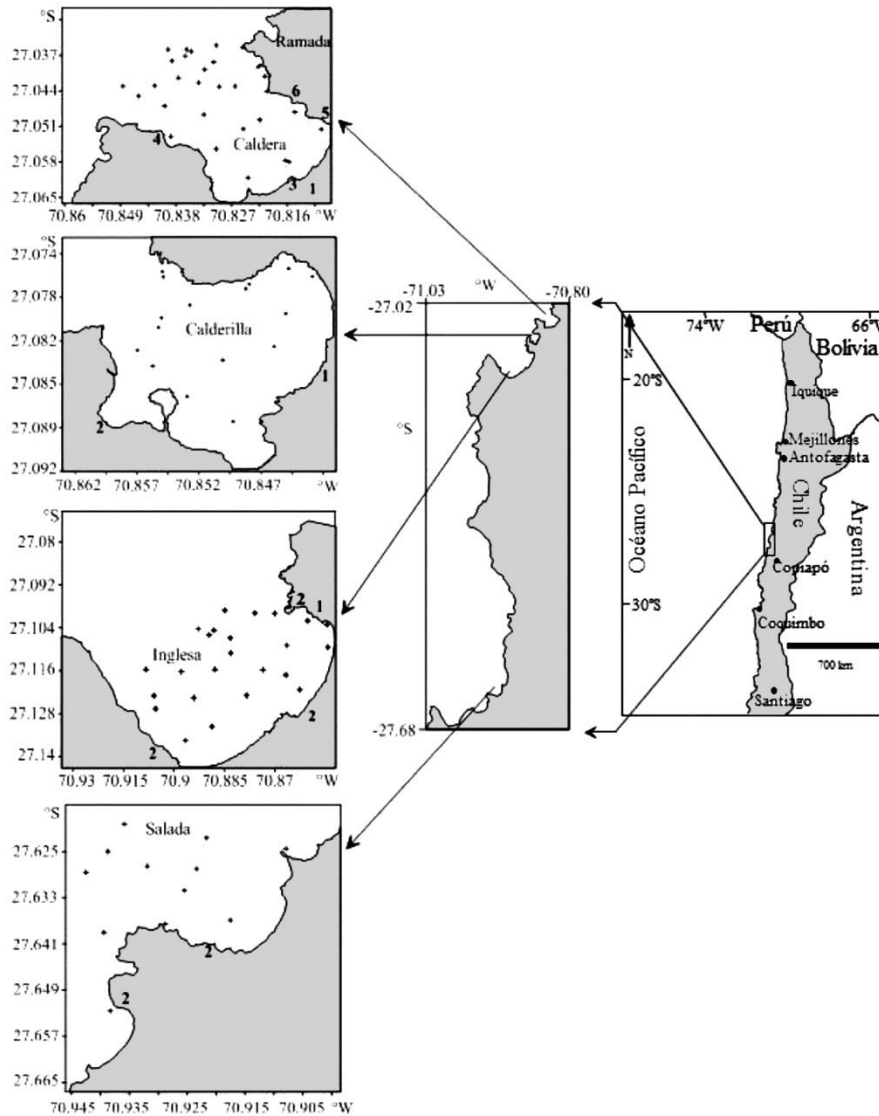 °S
27.037
27.044
27.051
27.058
27.065
Ramada
6
5
4
Caldera
3
1
70.86 70.849 70.838 70.827 70.816 °W
°S
27.074
27.078
27.082
27.085
27.089
27.092
Calderilla
1
2
70.862 70.857 70.852 70.847 °W
°S
27.08
27.092
27.104
27.116
27.128
27.14
2
1
Inglesa
2
2
70.93 70.915 70.9 70.885 70.87 °W
°S
27.625
27.633
27.641
27.649
27.657
27.665
Salada
2
2
70.945 70.935 70.925 70.915 70.905 °W
-71.03 °W -70.80
-27.02
°S
-27.68
74°W 66°W
Perú
Bolivia
N
20°S
Iquique
Mejillones
Antofagasta
Océano Pacífico
Chile
Argentina
Copiapó
30°S
Coquimbo
700 km
Santiago